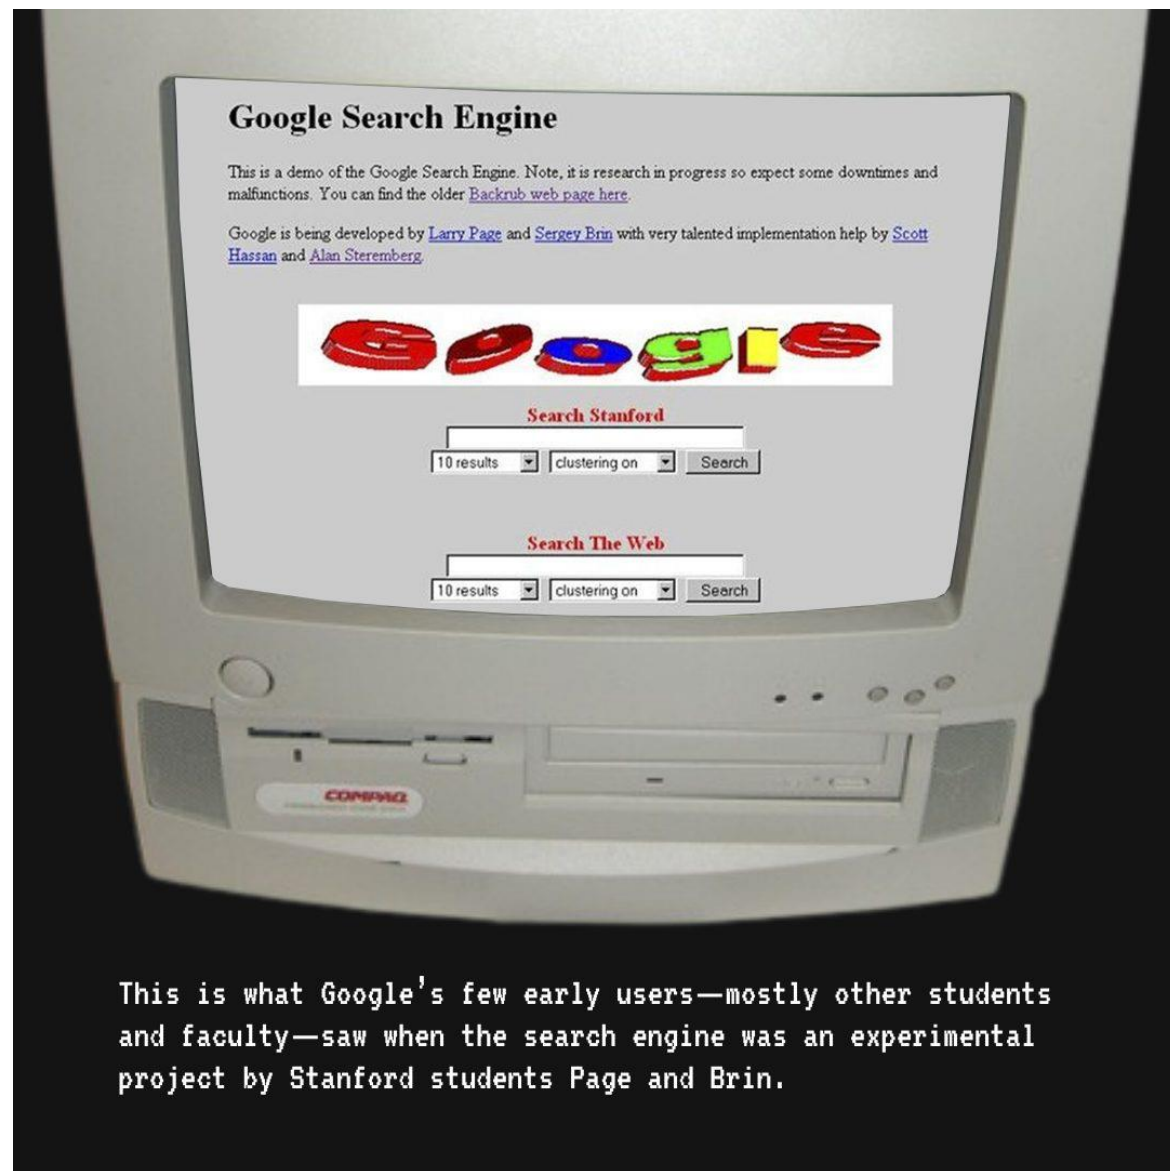 Google Search Engine
This is a demo of the Google Search Engine. Note, it is research in progress so expect some downtimes and
malfunctions. You can find the older Backrub web page here.
Google is being developed by Larry Page and Sergey Brin with very talented implementation help by Scott
Hassan and Alan Steremberg.
Google
Search Stanford
10 results clustering on Search
Search The Web
10 results clustering on Search
COMPAQ
This is what Google's few early users—mostly other students
and faculty—saw when the search engine was an experimental
project by Stanford students Page and Brin.